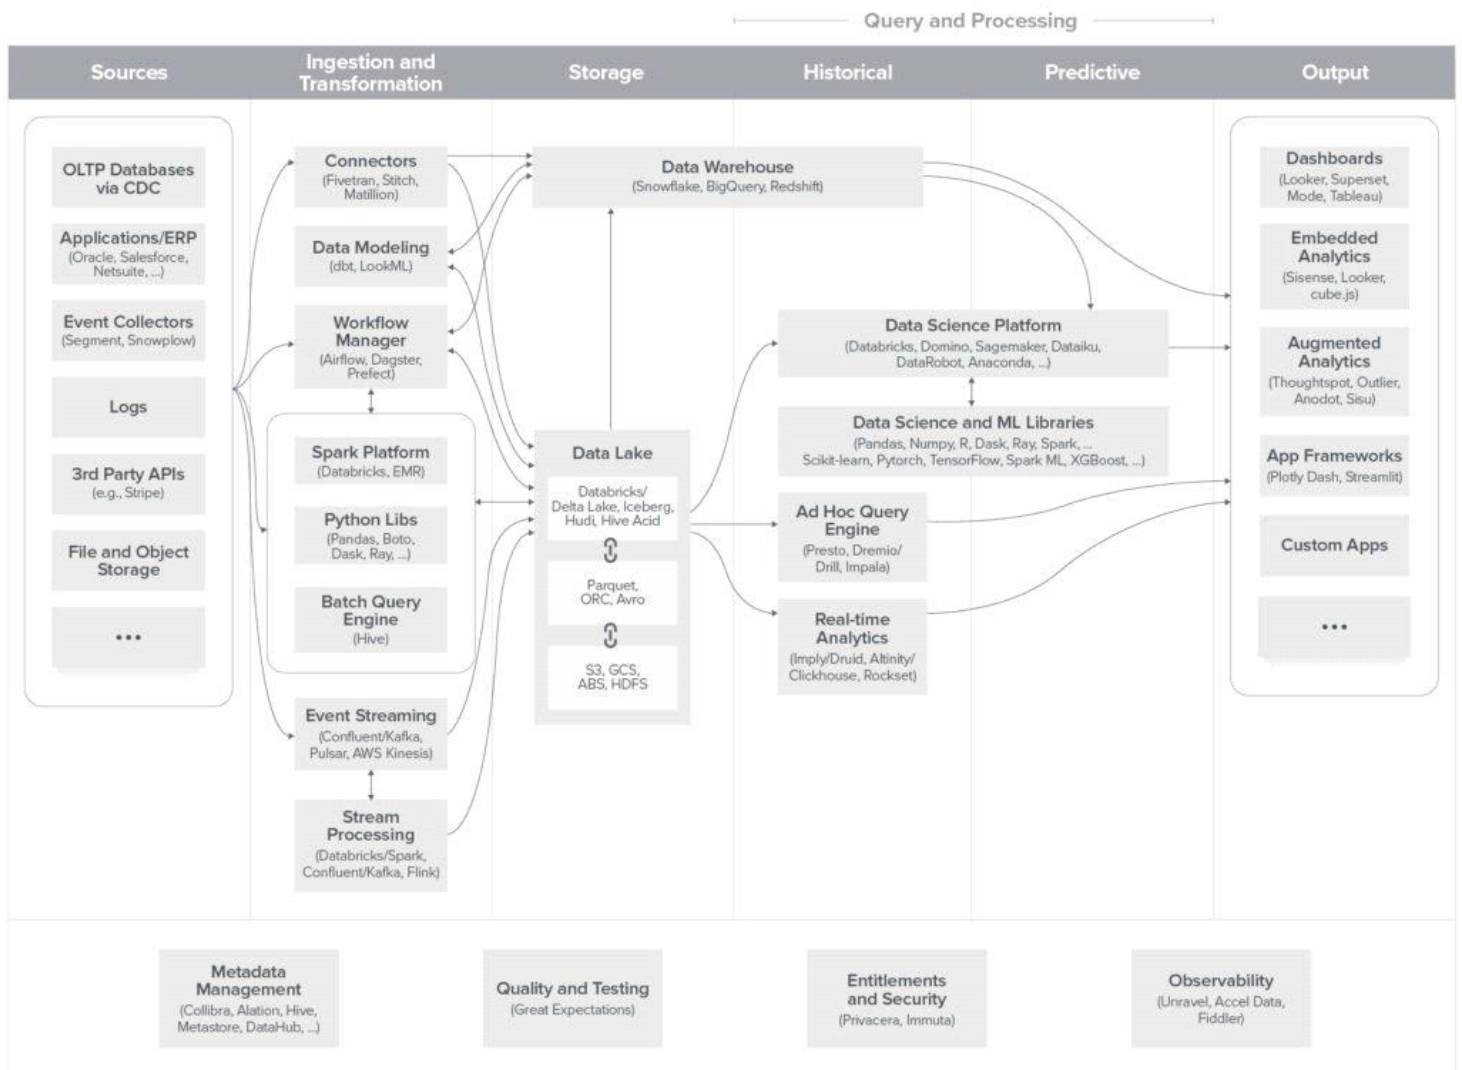 Query and Processing
Sources
Ingestion and
Transformation
Storage
Historical
Predictive
Output
OLTP Databases
via CDC
Applications/ERP
(Oracle, Salesforce,
Netsuite, ...)
Event Collectors
(Segment, Snowplow)
Logs
3rd Party APIs
(e.g., Stripe)
File and Object
Storage
...
Connectors
(Fivetran, Stitch,
Matillion)
Data Modeling
(dbt, LookML)
Workflow
Manager
(Airflow, Dagster,
Prefect)
Spark Platform
(Databricks, EMR)
Python Libs
(Pandas, Boto,
Dask, Ray, ...)
Batch Query
Engine
(Hive)
Event Streaming
(Confluent/Kafka,
Pulsar, AWS Kinesis)
Stream
Processing
(Databricks/Spark,
Confluent/Kafka, Flink)
Data Warehouse
(Snowflake, BigQuery, Redshift)
Data Lake
Databricks/
Delta Lake, Iceberg,
Hudi, Hive Acid
Parquet,
ORC, Avro
S3, GCS,
ABS, HDFS
Data Science Platform
(Databricks, Domino, Sagemaker, Dataiku,
DataRobot, Anaconda, ...)
Data Science and ML Libraries
(Pandas, Numpy, R, Dask, Ray, Spark, ...
Scikit-learn, Pytorch, TensorFlow, Spark ML, XGBoost, ...)
Ad Hoc Query
Engine
(Presto, Dremio/
Drill, Impala)
Real-time
Analytics
(Imply/Druid, Altinity/
Clickhouse, Rockset)
Dashboards
(Looker, Superset,
Mode, Tableau)
Embedded
Analytics
(Sisense, Looker,
cube.js)
Augmented
Analytics
(Thoughtspot, Outlier,
Anodot, Sisu)
App Frameworks
(Plotly Dash, Streamlit)
Custom Apps
...
Metadata
Management
(Collibra, Alation, Hive,
Metastore, DataHub, ...)
Quality and Testing
(Great Expectations)
Entitlements
and Security
(Privacera, Immuta)
Observability
(Unravel, Accel Data,
Fiddler)